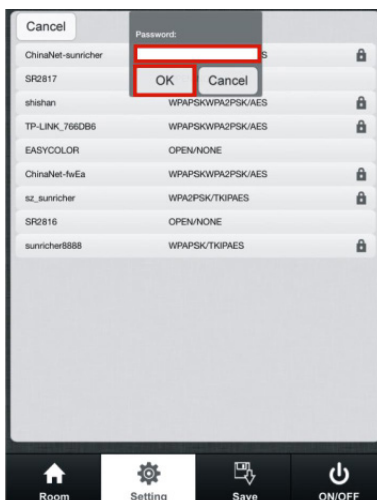 Cancel
Password:
ChinaNet-sunricher S
SR2817
OK Cancel
shishan WPAPSKWPA2PSK/AES
TP-LINK_766DB6 WPAPSKWPA2PSK/AES
EASYCOLOR OPEN/NONE
ChinaNet-fwEa WPAPSKWPA2PSK/AES
sz_sunricher WPA2PSK/TKIPAES
SR2816 OPEN/NONE
sunricher8888 WPAPSK/TKIPAES
Room Setting Save ON/OFF